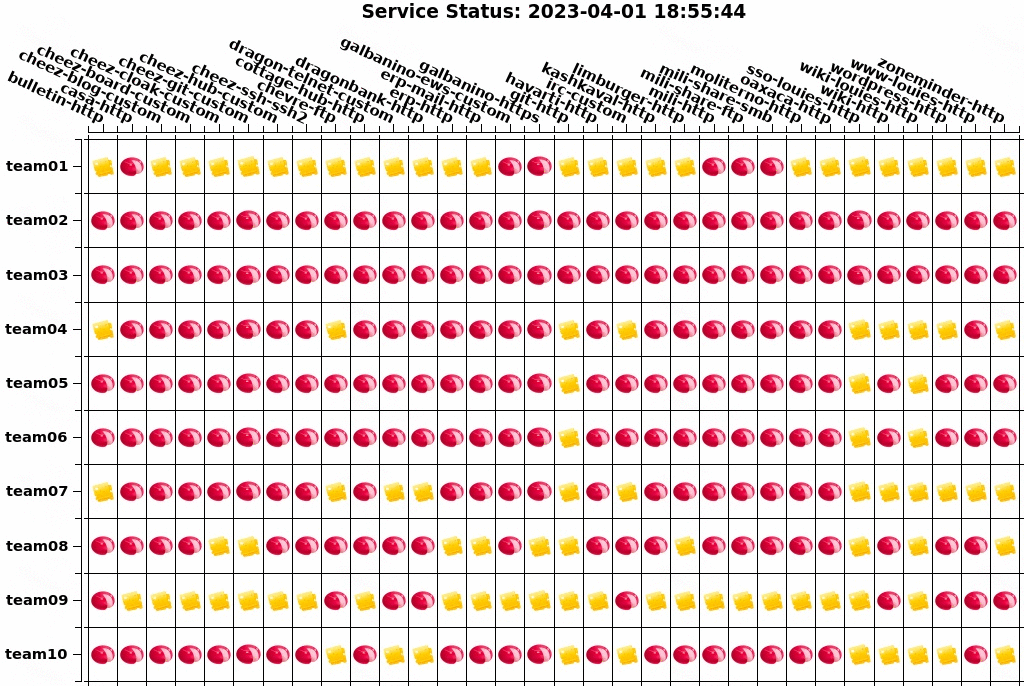 Service Status: 2023-04-01 18:55:44
bulletin-http
casa-http
cheez-blog-custom
cheez-board-custom
cheez-cloak-custom
cheez-git-custom
cheez-hub-custom
cheez-ssh-ssh2
chevre-ftp
cottage-hub-http
dragon-telnet-custom
dragonbank-http
erp-http
erp-mail-http
galbanino-ews-custom
galbanino-https
git-http
havarti-http
irc-custom
kashkaval-http
limburger-http
mili-http
mili-share-ftp
mili-share-smb
moliterno-http
oaxaca-http
sso-louies-http
wiki-http
wiki-louies-http
wordpress-http
www-louies-http
zoneminder-http
team01
team02
team03
team04
team05
team06
team07
team08
team09
team10